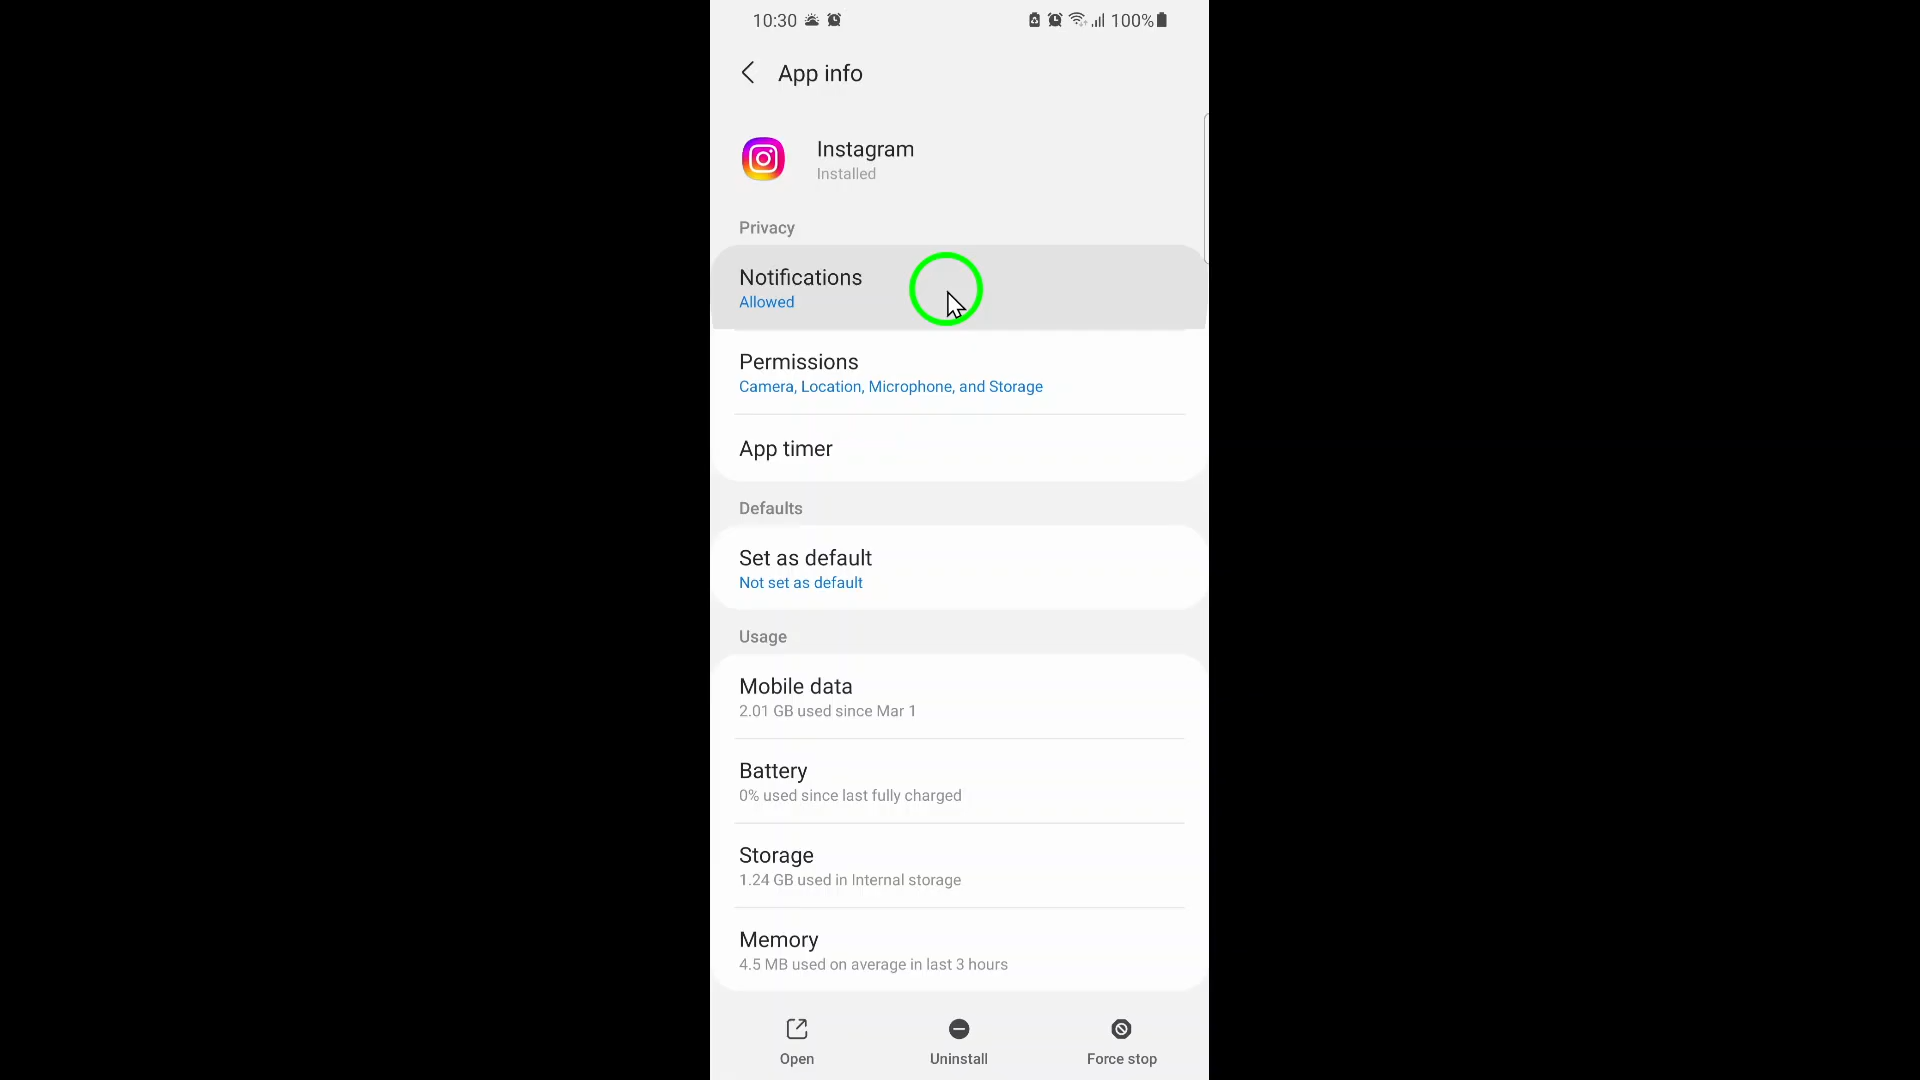 10:30 100%
App info
Instagram
Installed
Privacy
Notifications
Allowed
Permissions
Camera, Location, Microphone, and Storage
App timer
Defaults
Set as default
Not set as default
Usage
Mobile data
2.01 GB used since Mar 1
Battery
0% used since last fully charged
Storage
1.24 GB used in Internal storage
Memory
4.5 MB used on average in last 3 hours
Open Uninstall Force stop